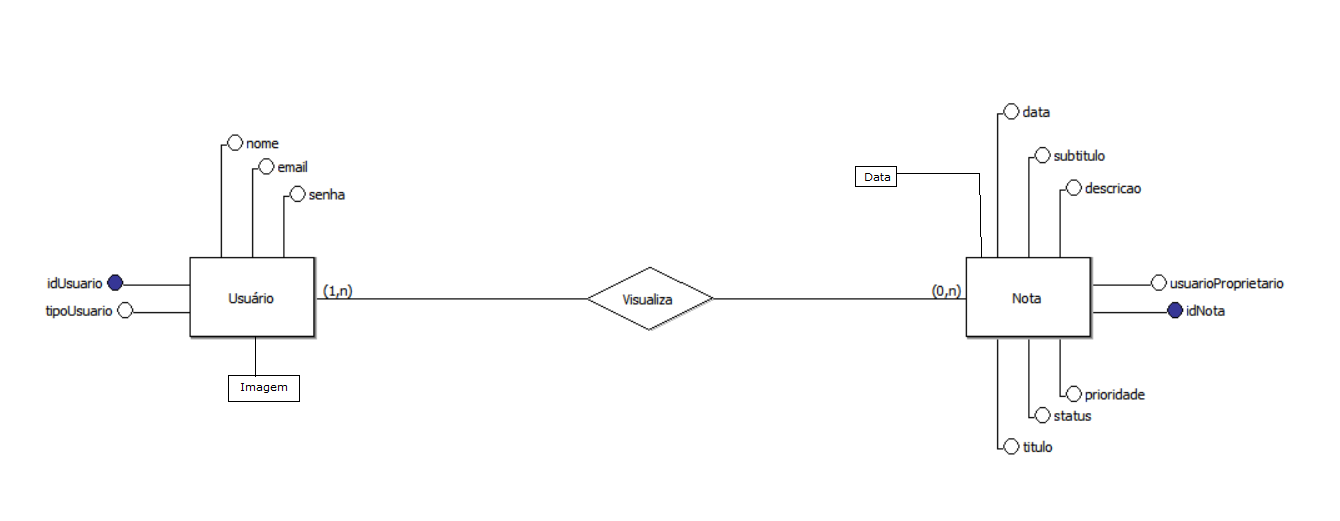 data
nome
subtitulo
email
Data
descricao
senha
idUsuario
usuarioProprietario
(1,n)
(0,n)
Usuário
Visualiza
Nota
tipoUsuario
idNota
Imagem
prioridade
status
titulo